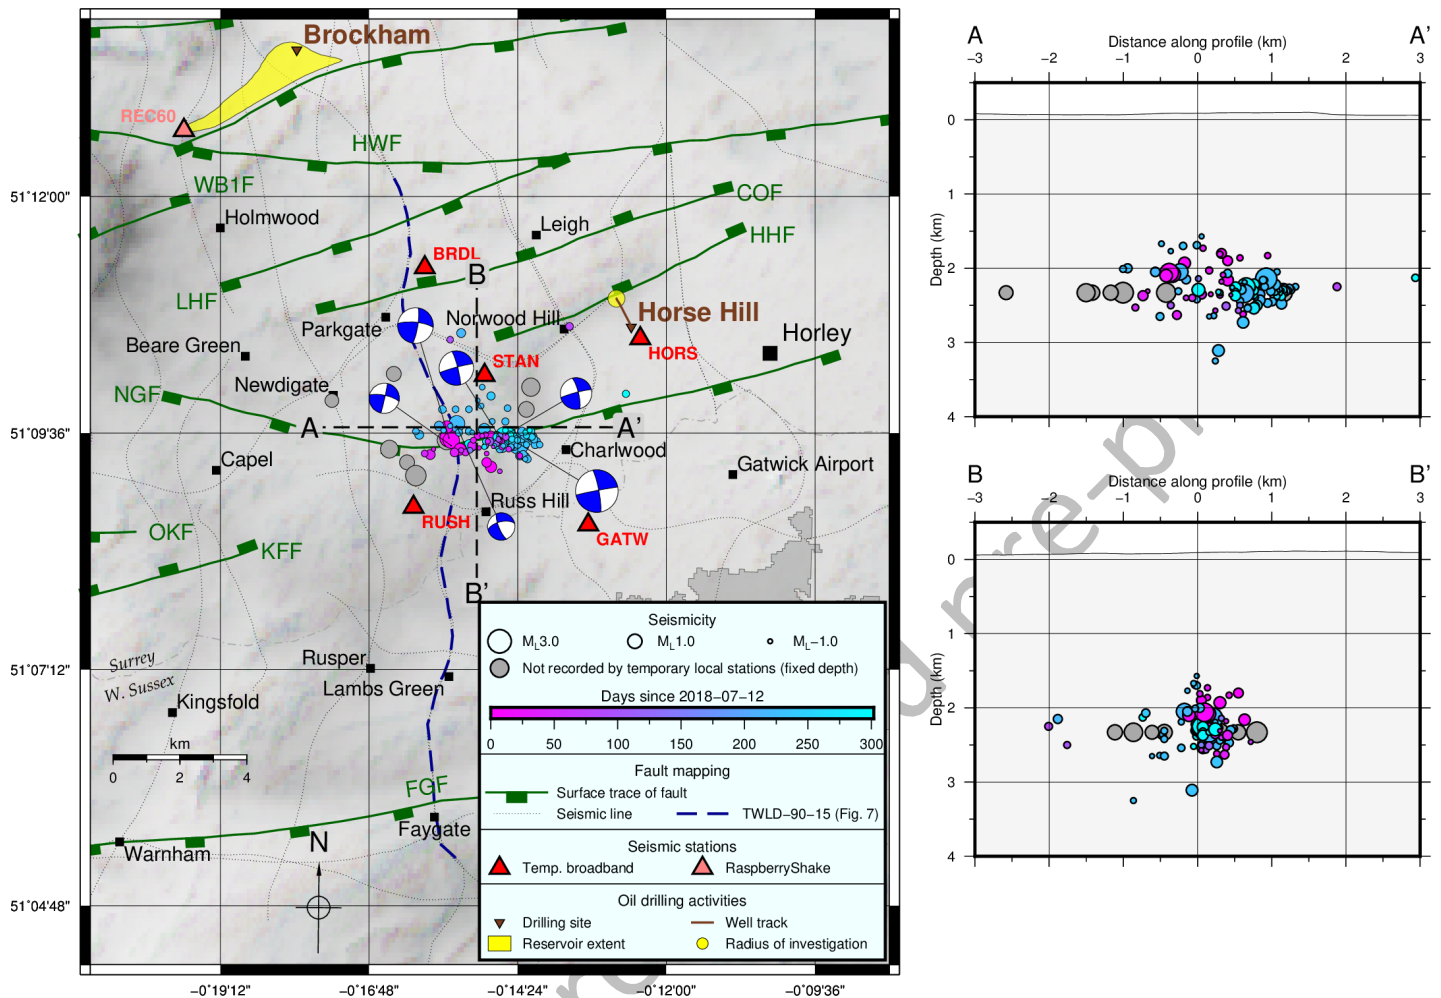 Brockham
REC60
HWF
WB1F
51°12'00"
Holmwood
COF
Leigh
HHF
BRDL
B
LHF
Horse Hill
Parkgate
Norwood Hill
Horley
Beare Green
HORS
STAN
Newdigate
NGF
A
A'
51°09'36"
Charlwood
Capel
Gatwick Airport
Russ Hill
RUSH
GATW
OKF
KFF
B'
Surrey
W. Sussex
Rusper
51°07'12"
Lambs Green
Kingsfold
km
0 2 4
FGF
Faygate
N
Warnham
51°04'48"
−0°19'12" −0°16'48" −0°14'24" −0°12'00" −0°09'36"
Seismicity
ML3.0 ML1.0 ML−1.0
Not recorded by temporary local stations (fixed depth)
Days since 2018−07−12
0 50 100 150 200 250 300
Fault mapping
Surface trace of fault
Seismic line TWLD−90−15 (Fig. 7)
Seismic stations
Temp. broadband RaspberryShake
Oil drilling activities
Drilling site Well track
Reservoir extent Radius of investigation
A A'
Distance along profile (km)
−3 −2 −1 0 1 2 3
0
1
2
3
4
Depth (km)
B B'
Distance along profile (km)
−3 −2 −1 0 1 2 3
0
1
2
3
4
Depth (km)